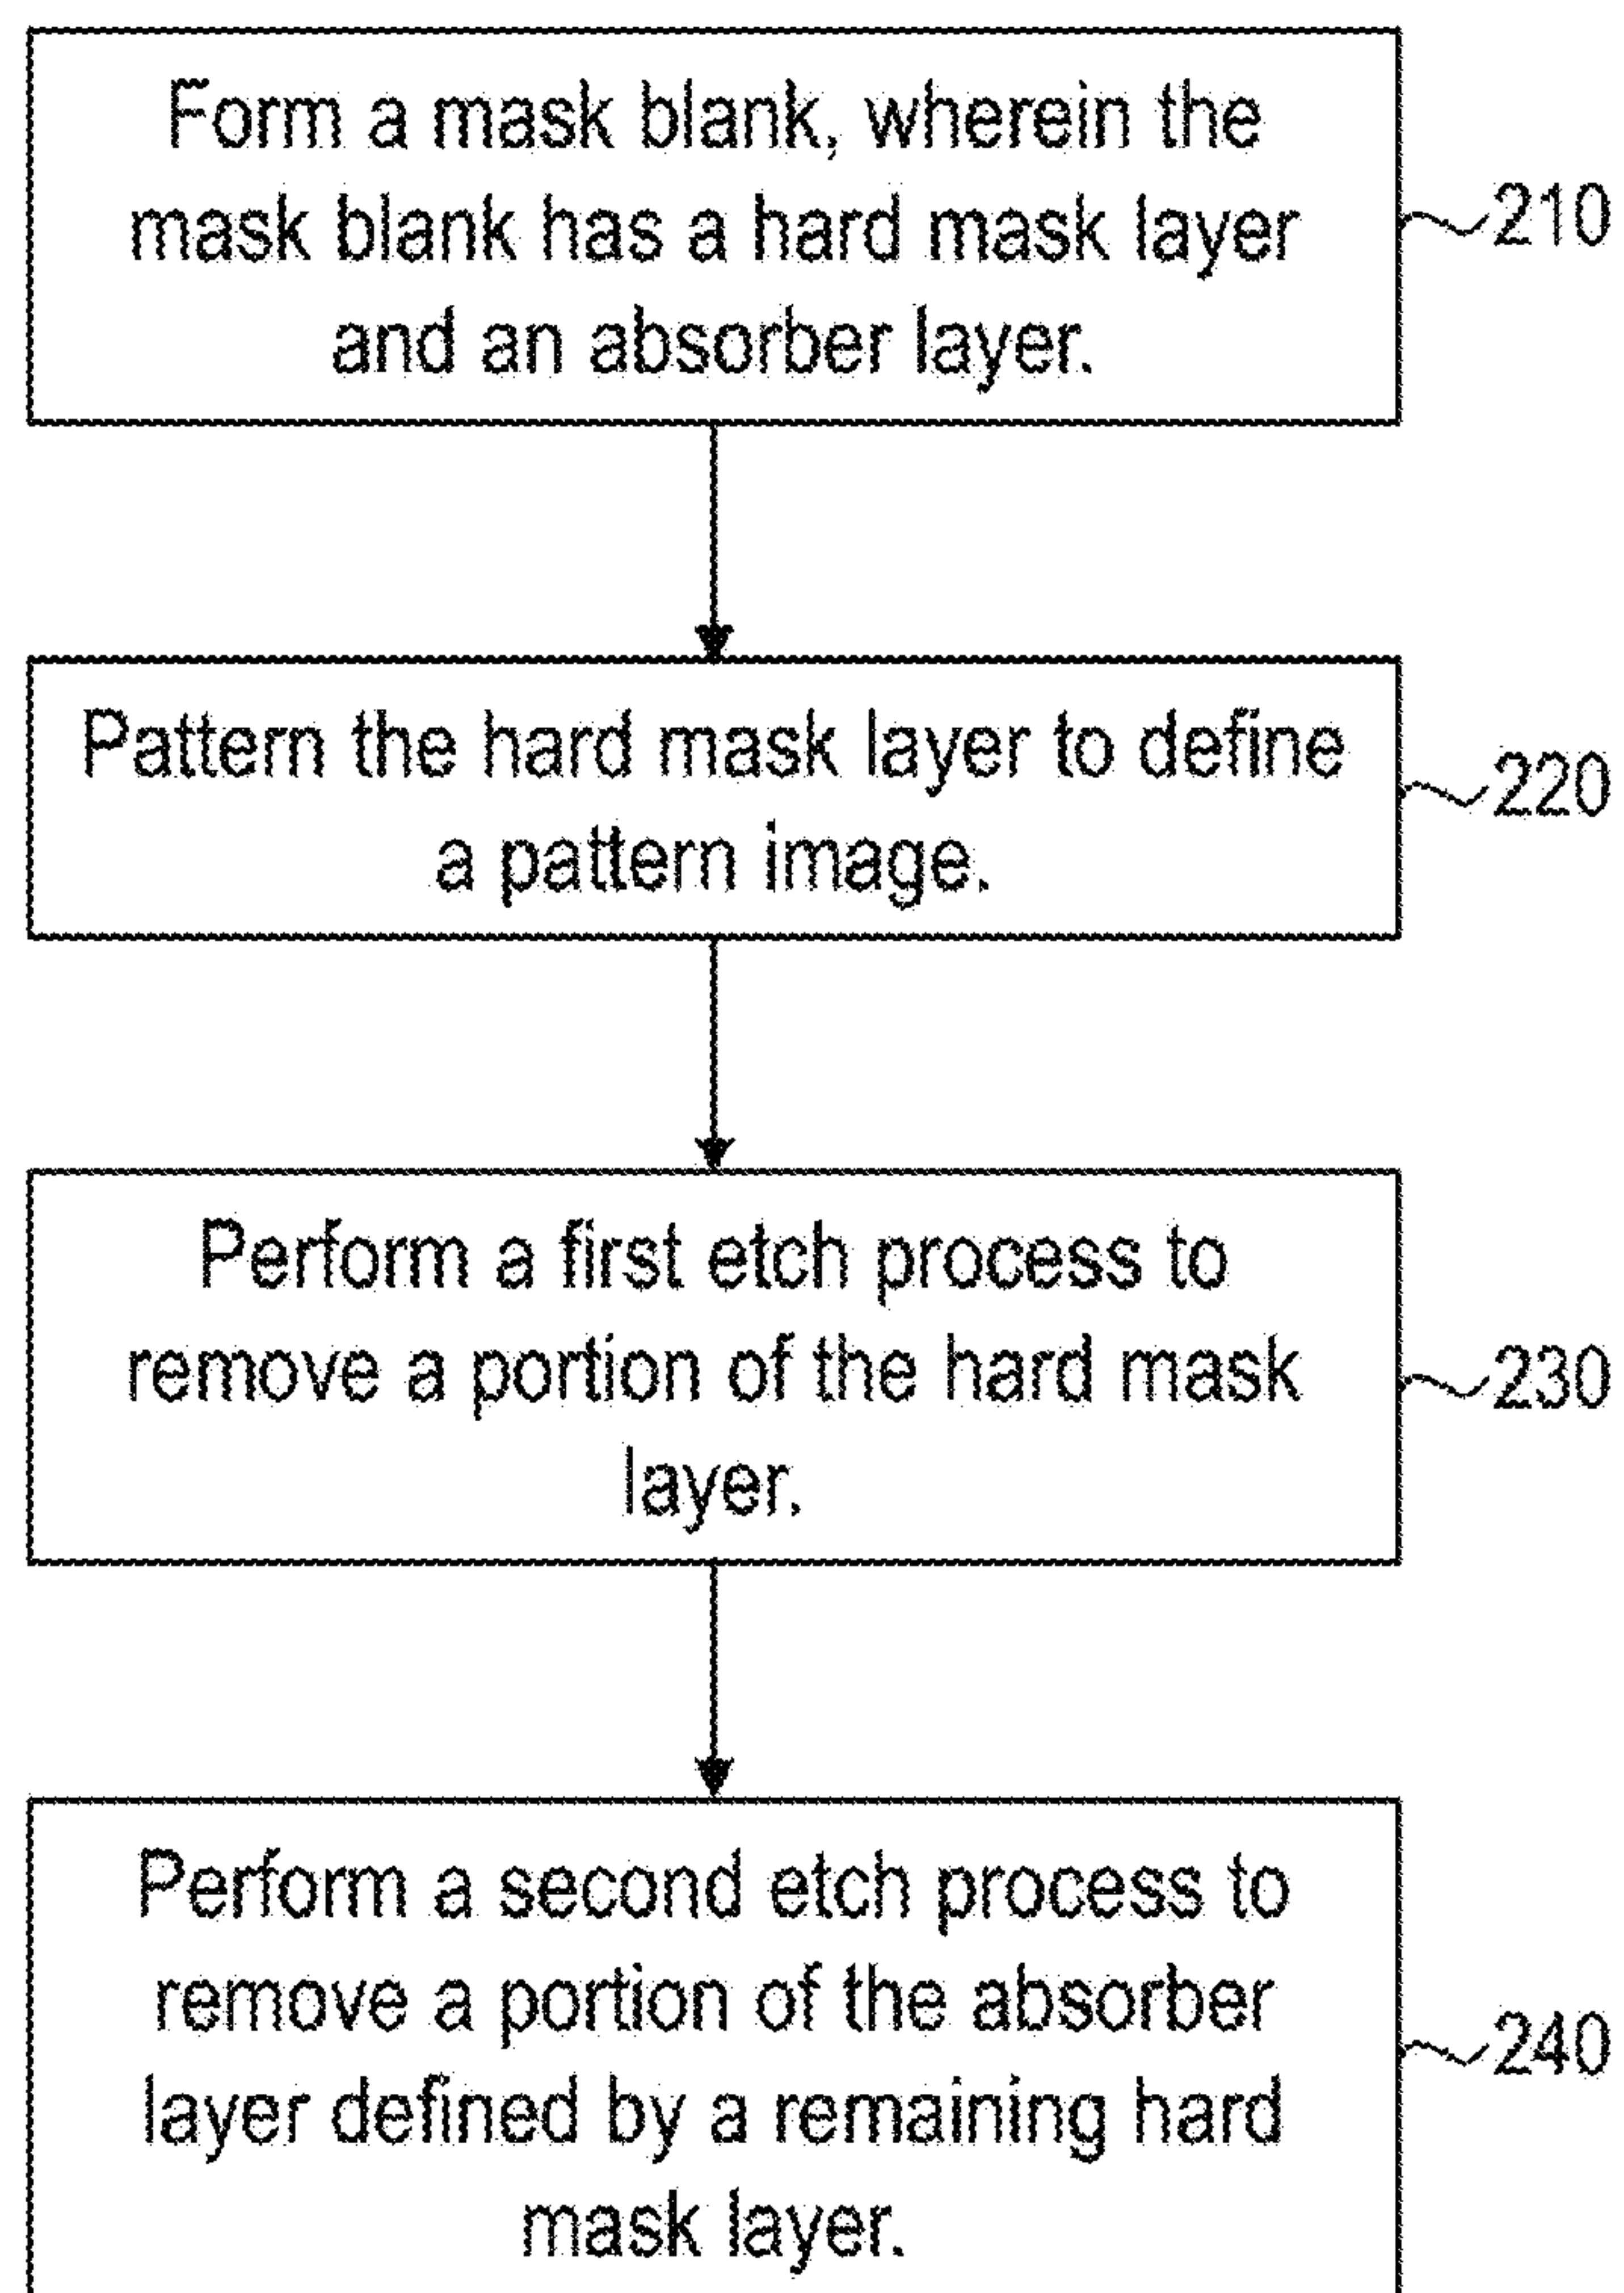 Form a mask blank, wherein the
mask blank has a hard mask layer
and an absorber layer.
210
Pattern the hard mask layer to define
a pattern image.
220
Perform a first etch process to
remove a portion of the hard mask
layer.
230
Perform a second etch process to
remove a portion of the absorber
layer defined by a remaining hard
mask layer.
240